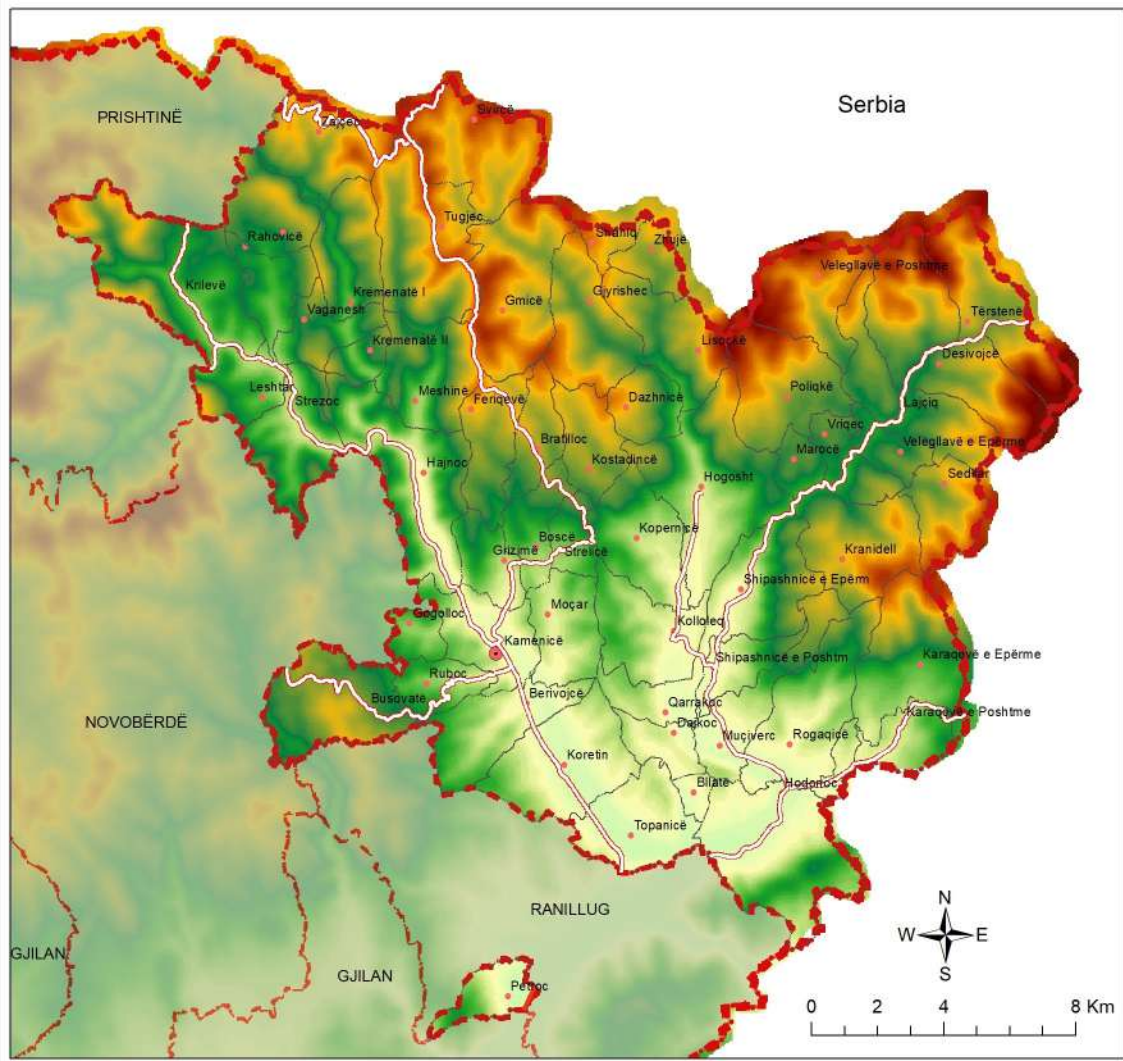 Serbia
PRISHTINË
Svircë
Zajçec
Tugjec
Shahiq
Zhujë
Rahovicë
Velegllavë e Poshtme
Krilevë
Kremenatë I
Gjyrishec
Gmicë
Vaganesh
Tërstenë
Kremenatë II
Lisockë
Desivojcë
Leshtar
Strezoc
Meshinë
Feriqevë
Dazhnicë
Poliqkë
Lajçiq
Vriqec
Bratilloc
Velegllavë e Epërme
Marocë
Hajnoc
Kostadincë
Sedllar
Hogosht
Kopernicë
Boscë
Grizimë
Strelicë
Kranidell
Shipashnicë e Epërm
Moçar
Gogolloc
Kolloleq
Kamenicë
Shipashnicë e Poshtm
Karaqevë e Epërme
Ruboc
Busovatë
Berivojcë
Qarrakoc
Karaqevë e Poshtme
NOVOBËRDË
Dajkoc
Muçiverc
Rogaqicë
Koretin
Hodonoc
Bllatë
Topanicë
RANILLUG
N
W
E
S
GJILAN
GJILAN
Petroc
0 2 4 8 Km